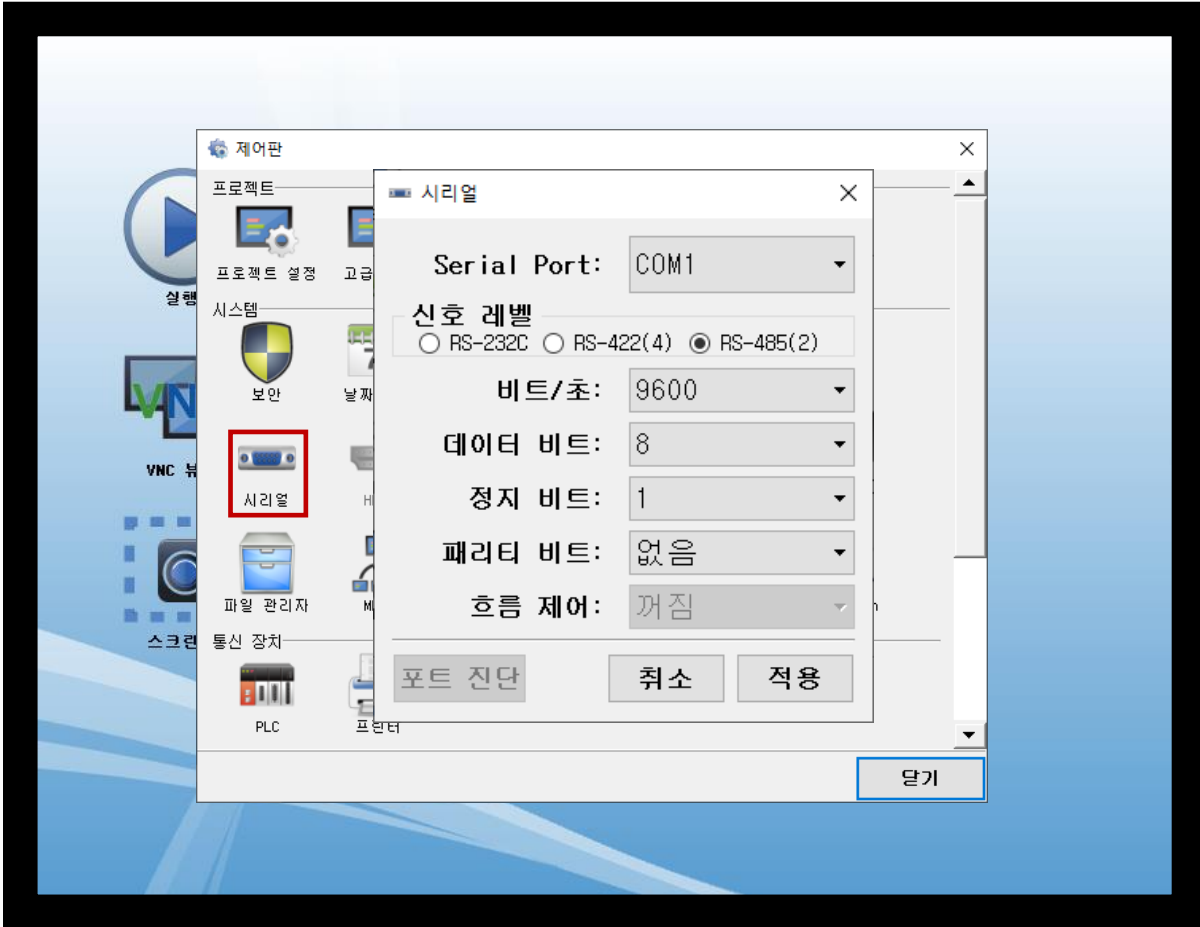 제어판
프로젝트
프로젝트 설정
고급
시스템
보안
날짜
시리얼
파일 관리자
통신 장치
PLC
프린터
닫기
시리얼
Serial Port: COM1
신호 레벨
RS-232C RS-422(4) RS-485(2)
비트/초: 9600
데이터 비트: 8
정지 비트: 1
패리티 비트: 없음
흐름 제어: 꺼짐
포트 진단 취소 적용
실행
VNC 뷰
스크린